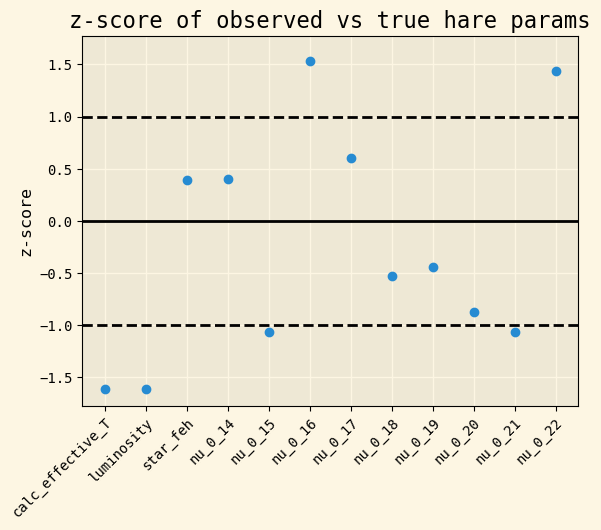 z-score of observed vs true hare params
z-score
1.5
1.0
0.5
0.0
−0.5
−1.0
−1.5
calc_effective_T
luminosity
star_feh
nu_0_14
nu_0_15
nu_0_16
nu_0_17
nu_0_18
nu_0_19
nu_0_20
nu_0_21
nu_0_22